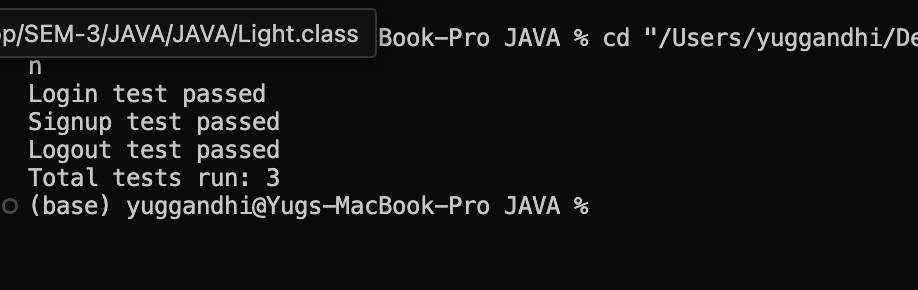 op/SEM-3/JAVA/JAVA/Light.class
Book-Pro JAVA % cd "/Users/yuggandhi/De
n
Login test passed
Signup test passed
Logout test passed
Total tests run: 3
(base) yuggandhi@Yugs-MacBook-Pro JAVA %